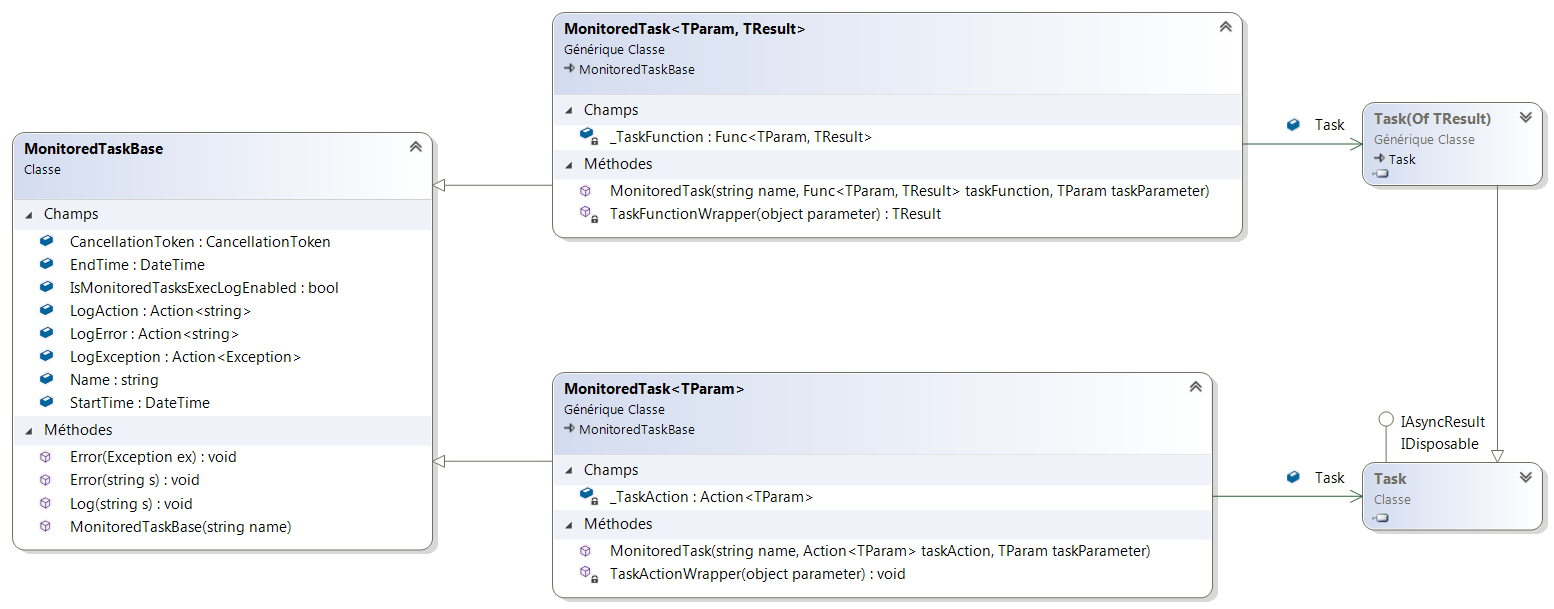 MonitoredTaskBase
Classe
Champs
CancellationToken : CancellationToken
EndTime : DateTime
IsMonitoredTasksExecLogEnabled : bool
LogAction : Action<string>
LogError : Action<string>
LogException : Action<Exception>
Name : string
StartTime : DateTime
Méthodes
Error(Exception ex) : void
Error(string s) : void
Log(string s) : void
MonitoredTaskBase(string name)
MonitoredTask<TParam, TResult>
Générique Classe
MonitoredTaskBase
Champs
_TaskFunction : Func<TParam, TResult>
Méthodes
MonitoredTask(string name, Func<TParam, TResult> taskFunction, TParam taskParameter)
TaskFunctionWrapper(object parameter) : TResult
Task
Task(Of TResult)
Générique Classe
Task
MonitoredTask<TParam>
Générique Classe
MonitoredTaskBase
Champs
_TaskAction : Action<TParam>
Méthodes
MonitoredTask(string name, Action<TParam> taskAction, TParam taskParameter)
TaskActionWrapper(object parameter) : void
Task
IAsyncResult
IDisposable
Task
Classe